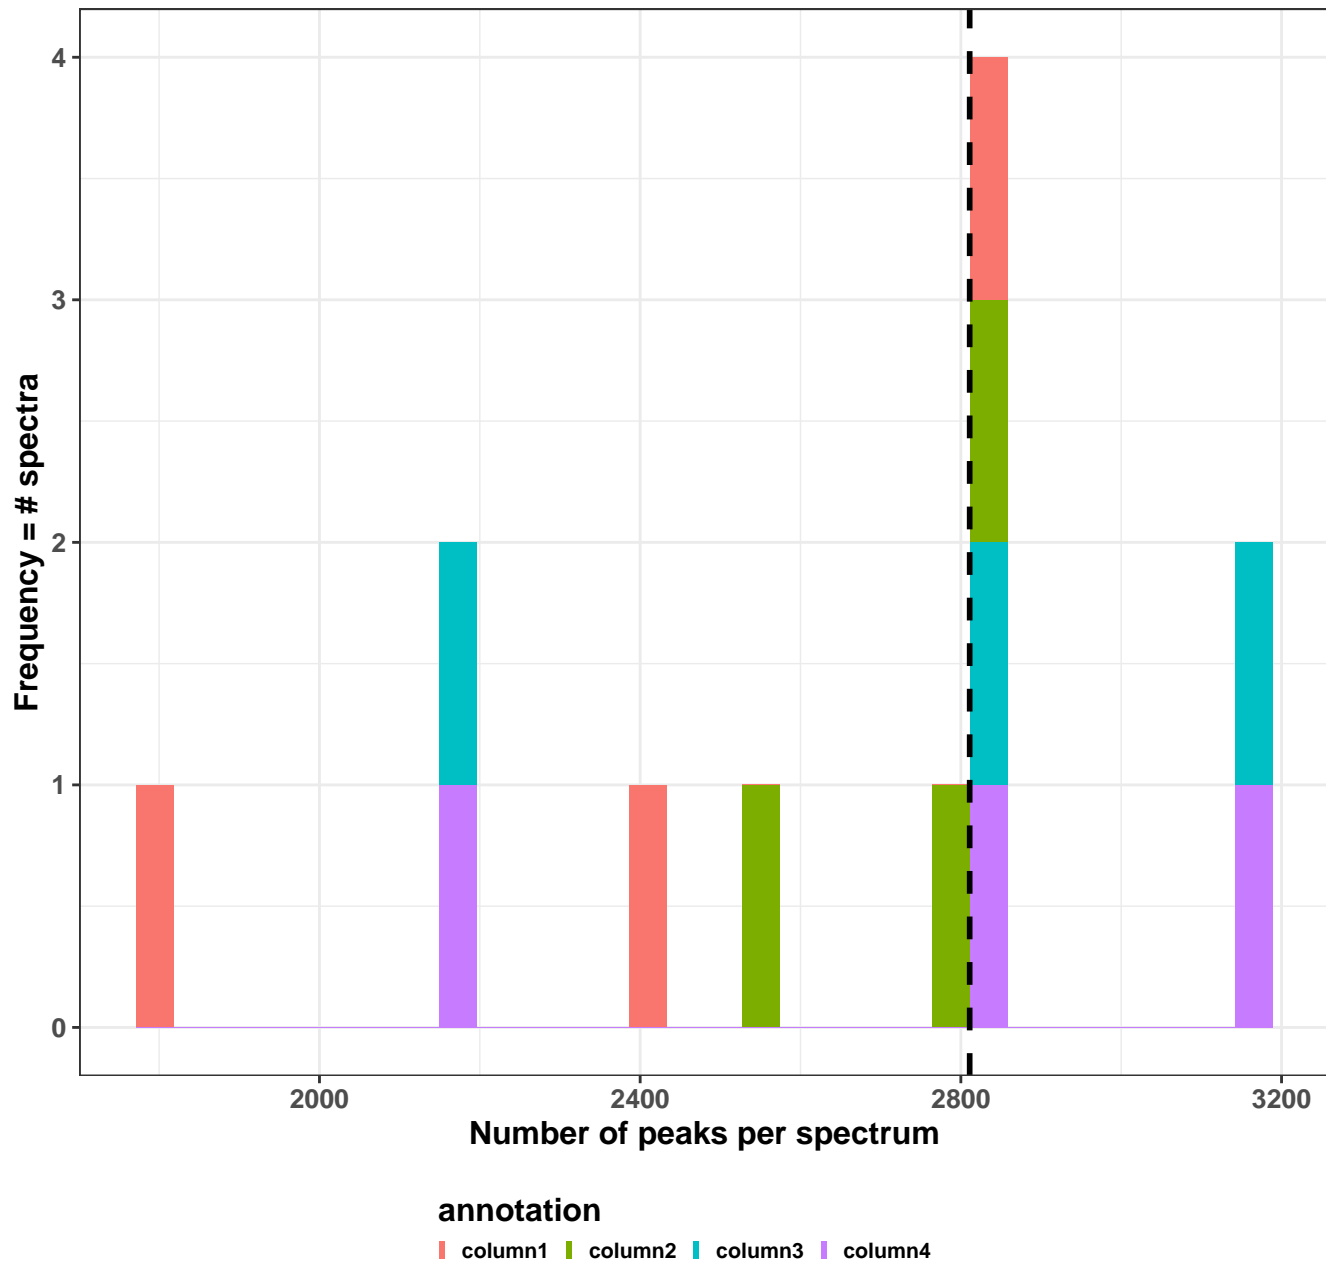 4
3
2
1
0
Frequency = # spectra
2000 2400 2800 3200
Number of peaks per spectrum
annotation
column1 column2 column3 column4